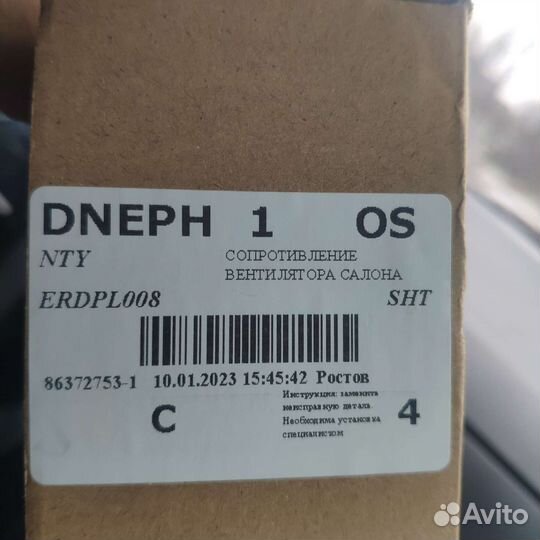 DNEPH 1 OS
NTY СОПРОТИВЛЕНИЕ
ВЕНТИЛЯТОРА САЛОНА
ERDPL008 SHT
86372753-1 10.01.2023 15:45:42 Ростов
C
Инструкция: замените
неисправную деталь.
Необходима установка
специалистом
4
Avito